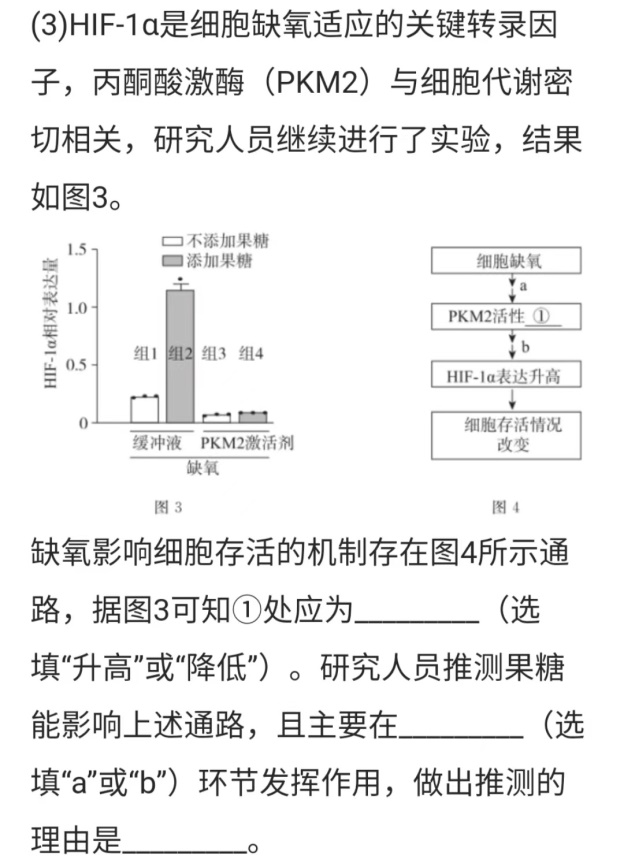 (3)HIF-1α是细胞缺氧适应的关键转录因
子，丙酮酸激酶（PKM2）与细胞代谢密
切相关，研究人员继续进行了实验，结果
如图3。
HIF-1α相对表达量
1.5
1.0
0.5
0
不添加果糖
添加果糖
组1 组2 组3 组4
缓冲液 PKM2激活剂
缺氧
图 3
细胞缺氧
a
PKM2活性 ①
b
HIF-1α表达升高
细胞存活情况
改变
图 4
缺氧影响细胞存活的机制存在图4所示通
路，据图3可知①处应为________（选
填“升高”或“降低”）。研究人员推测果糖
能影响上述通路，且主要在________（选
填“a”或“b”）环节发挥作用，做出推测的
理由是________。